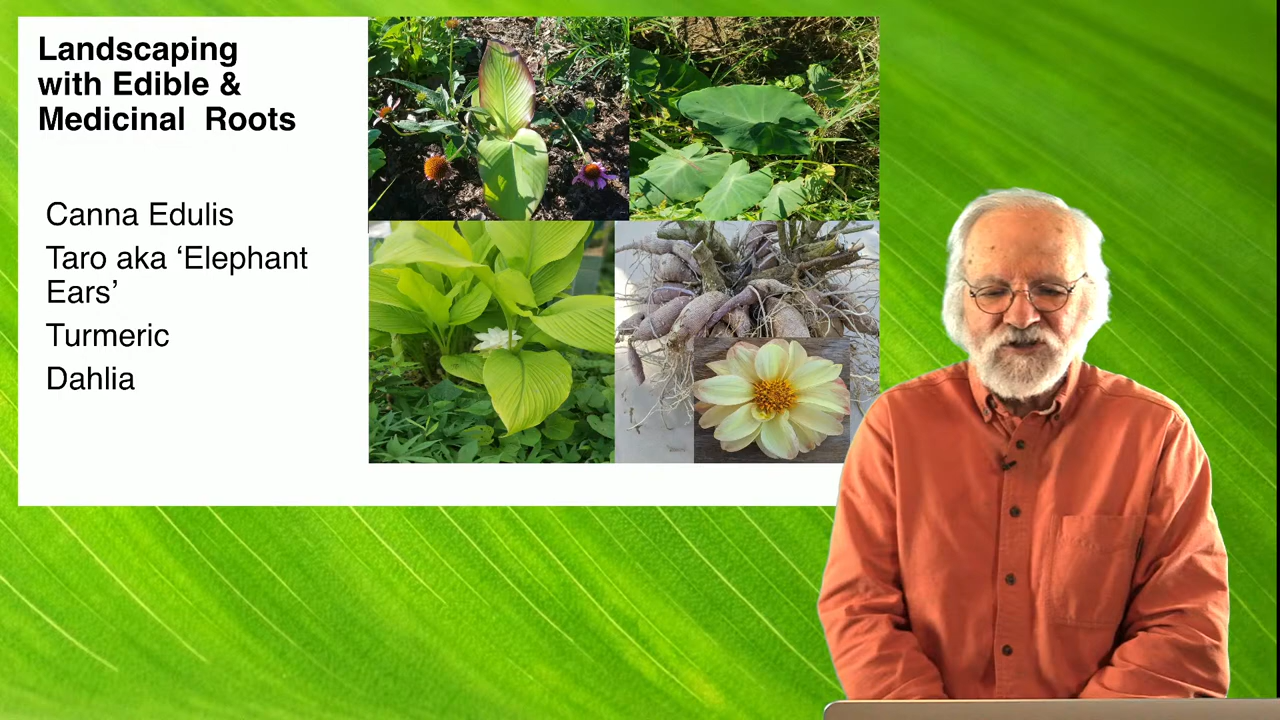 Landscaping
with Edible &
Medicinal  Roots
Canna Edulis
Taro aka ‘Elephant
Ears’
Turmeric
Dahlia